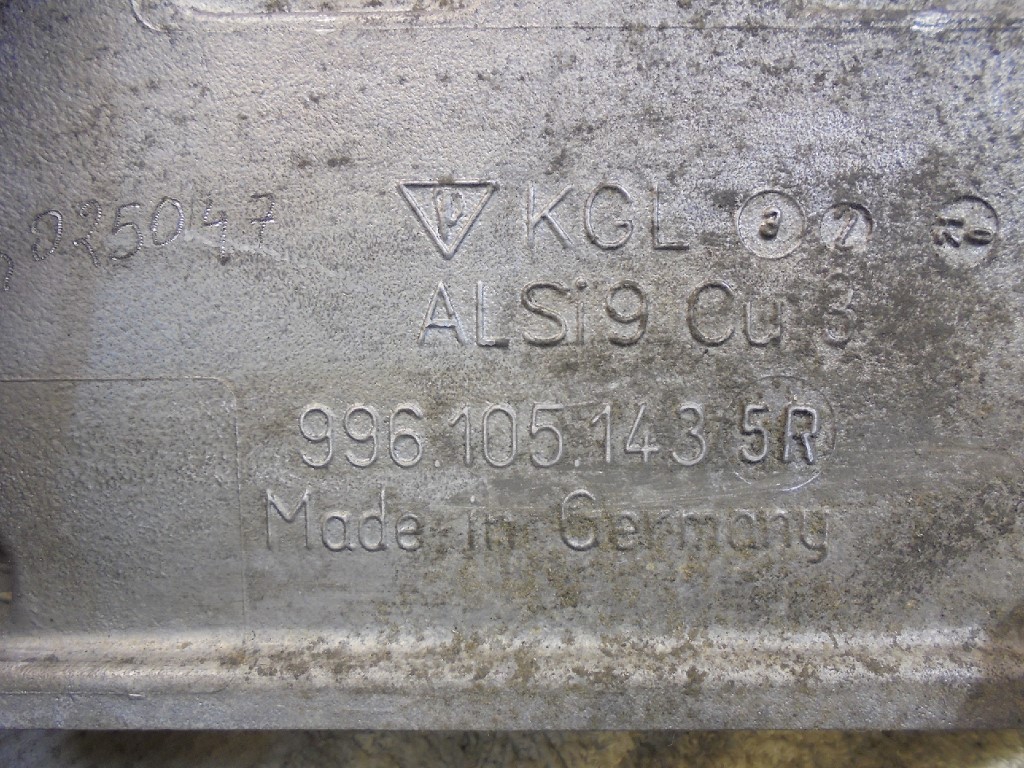 KGL 3 2
025047
ALSi9 Cu 3
996.105.143 5R
Made in Germany